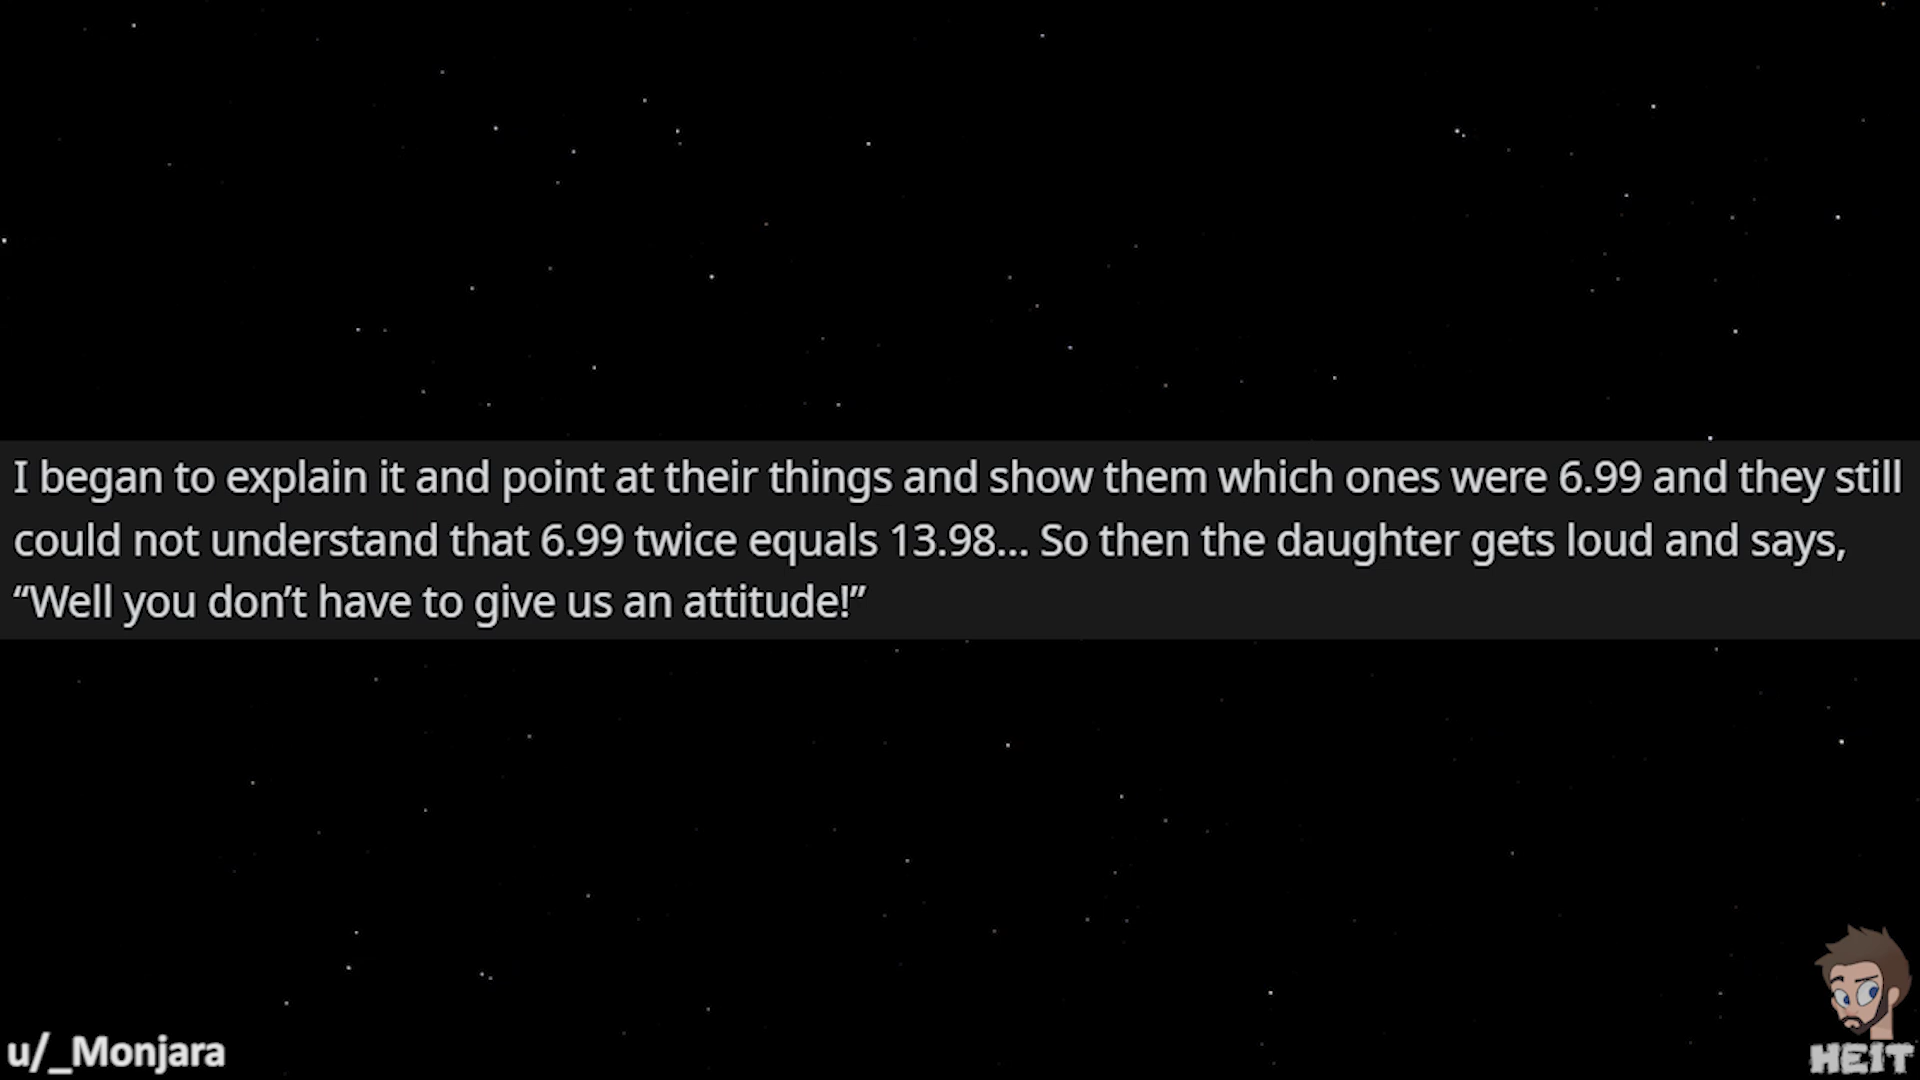 I began to explain it and point at their things and show them which ones were 6.99 and they still
could not understand that 6.99 twice equals 13.98... So then the daughter gets loud and says,
“Well you don’t have to give us an attitude!”
u/_Monjara
HEIT